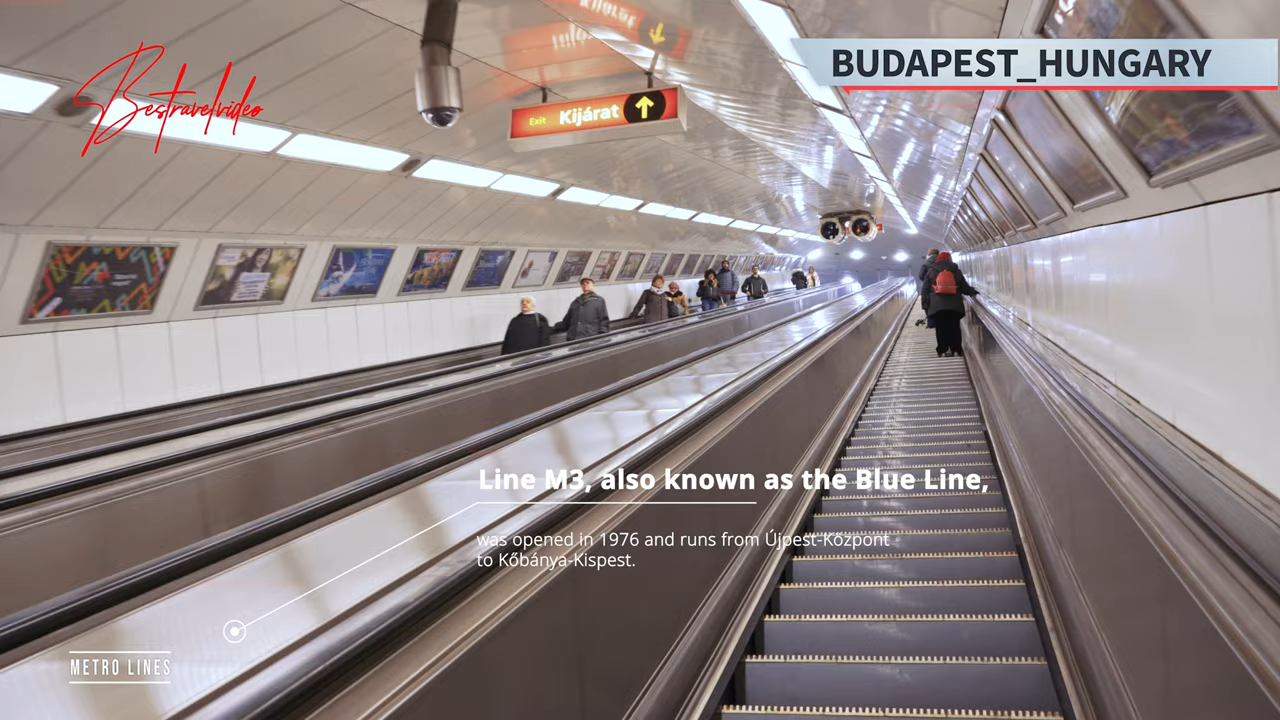 Bestravelvideo
BUDAPEST_HUNGARY
Exit Kijárat
Kijárat
Line M3, also known as the Blue Line,
was opened in 1976 and runs from Újpest-Központ
to Kőbánya-Kispest.
METRO LINES